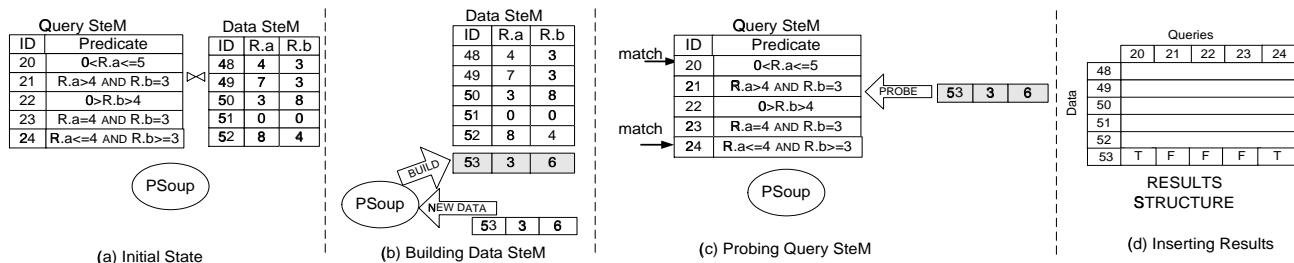 Query SteM
ID Predicate
20 0<R.a<=5
21 R.a>4 AND R.b=3
22 0>R.b>4
23 R.a=4 AND R.b=3
24 R.a<=4 AND R.b>=3
Data SteM
ID R.a R.b
48 4 3
49 7 3
50 3 8
51 0 0
52 8 4
PSoup
(a) Initial State
Data SteM
ID R.a R.b
48 4 3
49 7 3
50 3 8
51 0 0
52 8 4
53 3 6
BUILD
PSoup
NEW DATA
53 3 6
(b) Building Data SteM
Query SteM
ID Predicate
match
20 0<R.a<=5
21 R.a>4 AND R.b=3
22 0>R.b>4
match
23 R.a=4 AND R.b=3
24 R.a<=4 AND R.b>=3
PROBE
53 3 6
PSoup
(c) Probing Query SteM
Queries
20 21 22 23 24
Data
48
49
50
51
52
53 T F F F T
RESULTS
STRUCTURE
(d) Inserting Results